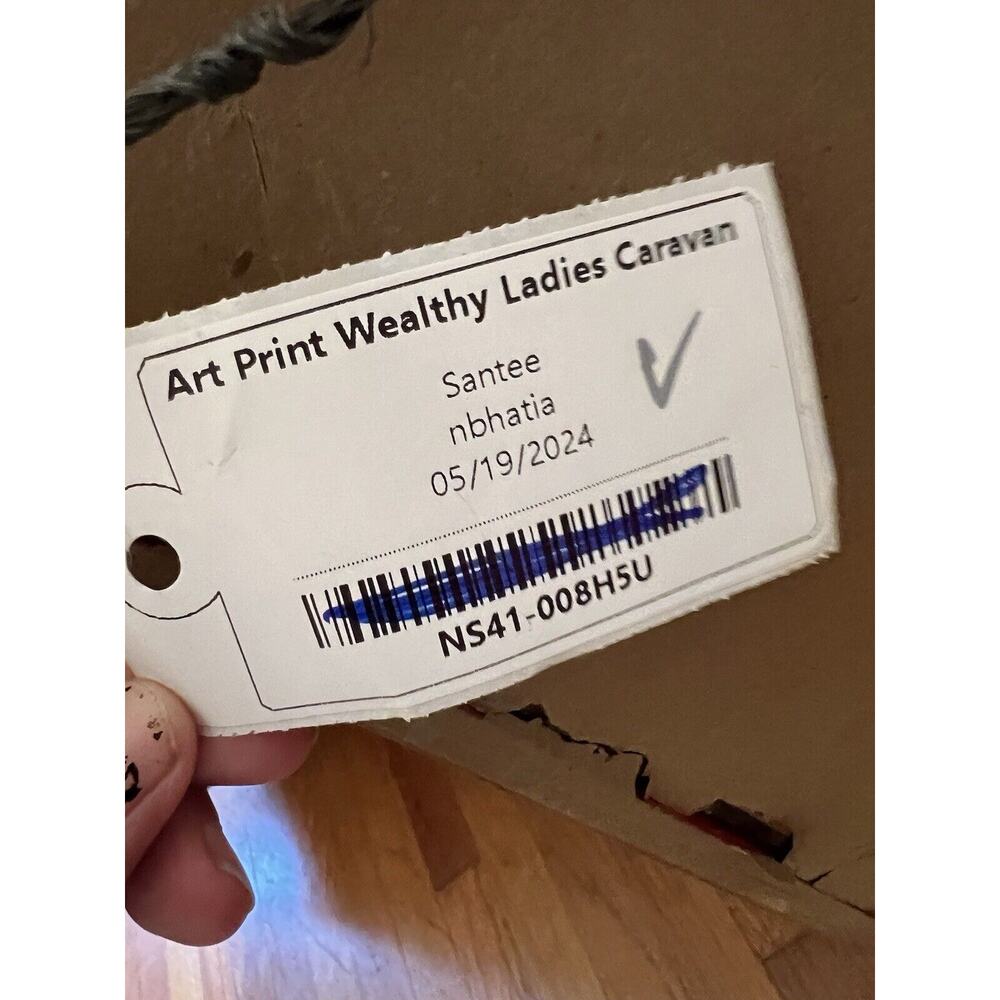 Art Print Wealthy Ladies Caravan
Santee
nbhatia
05/19/2024
NS41-008H5U